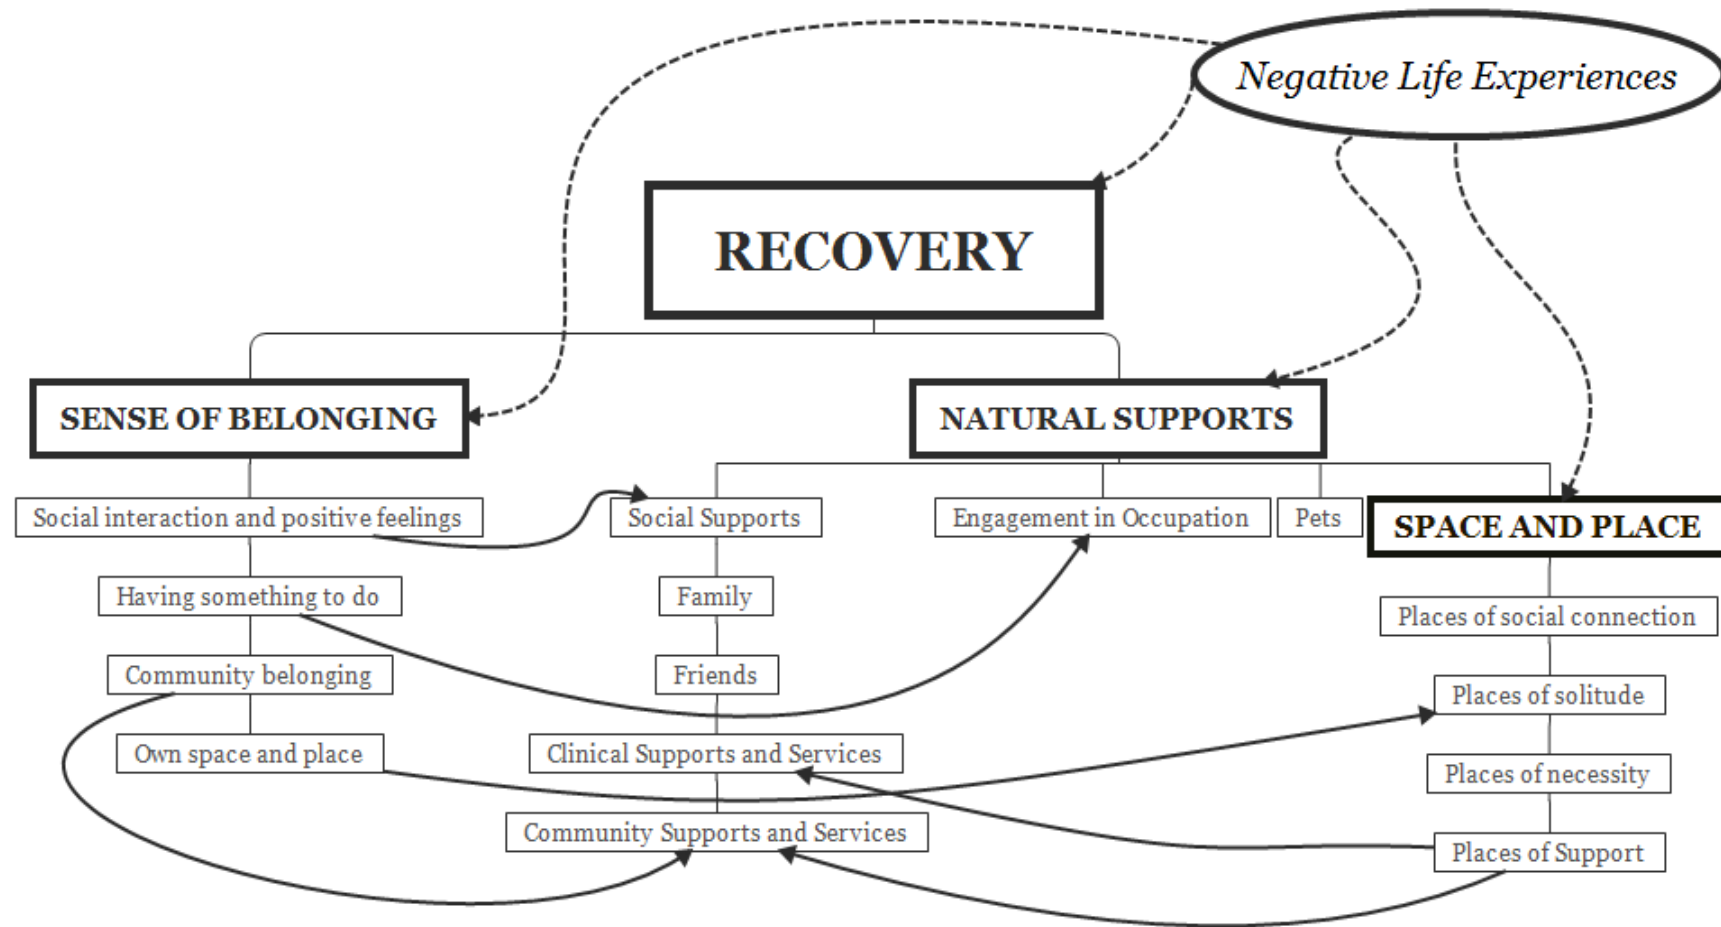 Negative Life Experiences
RECOVERY
SENSE OF BELONGING
NATURAL SUPPORTS
Social interaction and positive feelings
Social Supports
Engagement in Occupation
Pets
SPACE AND PLACE
Having something to do
Family
Places of social connection
Community belonging
Friends
Places of solitude
Own space and place
Clinical Supports and Services
Places of necessity
Community Supports and Services
Places of Support